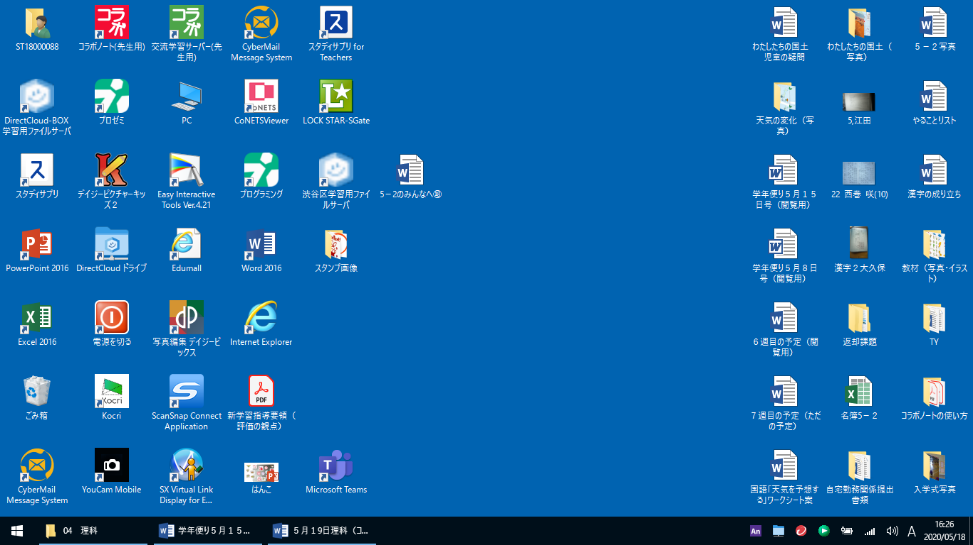 ST18000088
コラボノート(先生用)
交流学習サーバ(先生用)
CyberMail Message System
スタディサプリ for Teachers
わたしたちの国土 児童の疑問
わたしたちの国土（写真）
５－２写真
DirectCloud-BOX 学習用ファイルサーバ
プロゼミ
PC
CoNETSViewer
LOCK STAR-SGate
天気の変化（写真）
5,江田
やることリスト
スタディサプリ
デイジーピクチャーキッズ２
Easy Interactive Tools Ver.4.21
プログラミング
渋谷区学習用ファイルサーバ
学年便り５月１５日号（閲覧用）
22 西巻 咲(10)
漢字の成り立ち
PowerPoint 2016
DirectCloud ドライブ
Edumall
Word 2016
スタンプ画像
学年便り５月８日号（閲覧用）
漢字２大久保
教材（写真・イラスト）
Excel 2016
電源を切る
写真編集 デイジーピックス
Internet Explorer
６週目の予定（閲覧用）
返却課題
TY
ごみ箱
Kocri
ScanSnap Connect Application
新学習指導要領（評価の観点）
７週目の予定（ただの予定）
名簿５－２
コラボノートの使い方
CyberMail Message System
YouCam Mobile
SX Virtual Link Display for E...
はんこ
Microsoft Teams
国語「天気を予想する」ワークシート案
自宅勤務関係提出書類
入学式写真
04　理科
学年便り５月１５...
５月１９日理科（コ...
An
A
16:26
2020/05/18